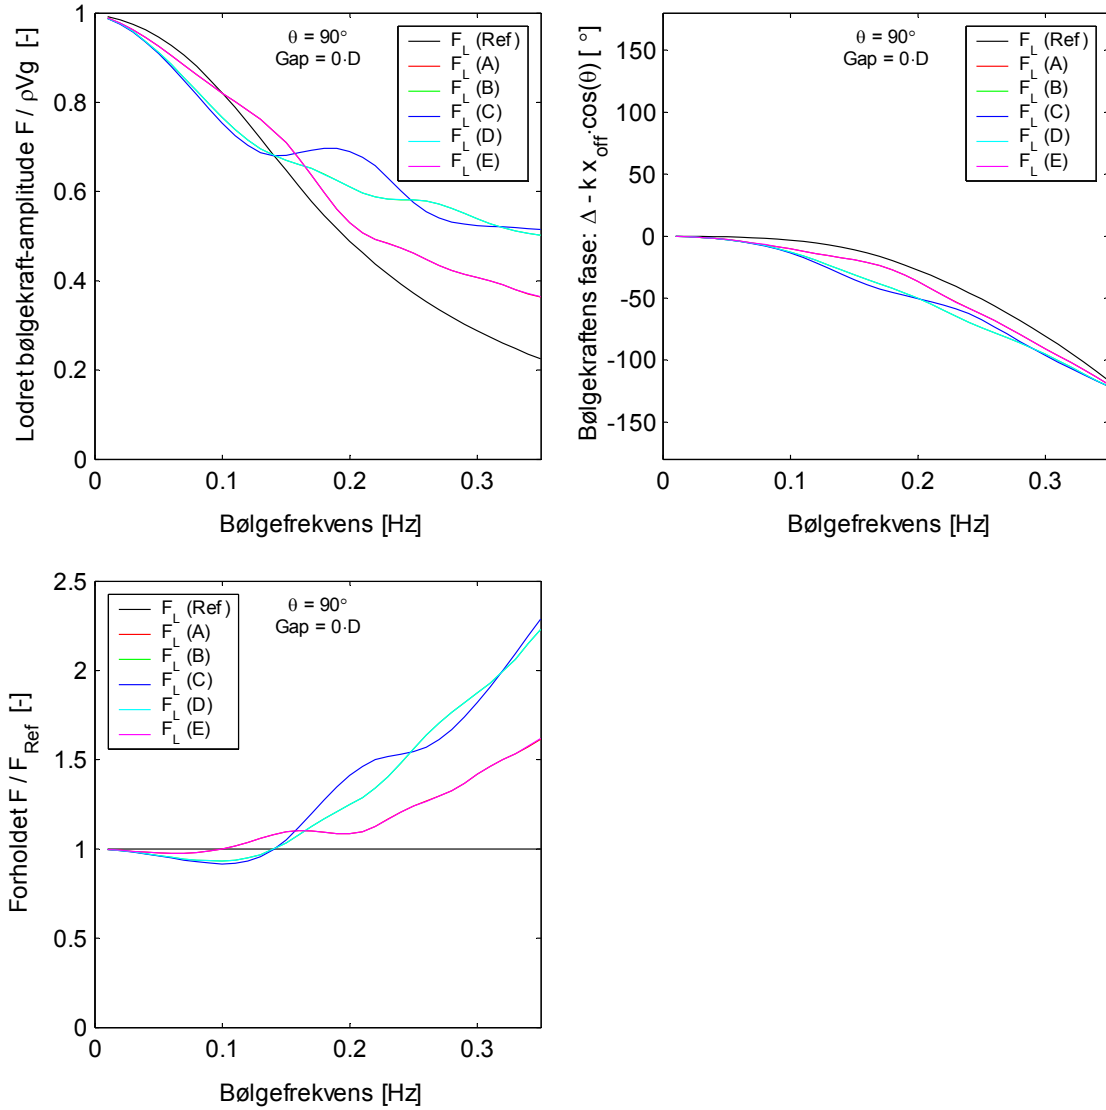 Lodret bølgekraft-amplitude F / ρVg [-]
1
0.8
0.6
0.4
0.2
0
0 0.1 0.2 0.3
Bølgefrekvens [Hz]
θ = 90°
Gap = 0·D
F_L (Ref)
F_L (A)
F_L (B)
F_L (C)
F_L (D)
F_L (E)
Bølgekraftens fase: Δ - k x_off·cos(θ) [ °]
150
100
50
0
-50
-100
-150
0 0.1 0.2 0.3
Bølgefrekvens [Hz]
θ = 90°
Gap = 0·D
F_L (Ref)
F_L (A)
F_L (B)
F_L (C)
F_L (D)
F_L (E)
Forholdet F / F_Ref [-]
2.5
2
1.5
1
0.5
0
0 0.1 0.2 0.3
Bølgefrekvens [Hz]
F_L (Ref)
F_L (A)
F_L (B)
F_L (C)
F_L (D)
F_L (E)
θ = 90°
Gap = 0·D